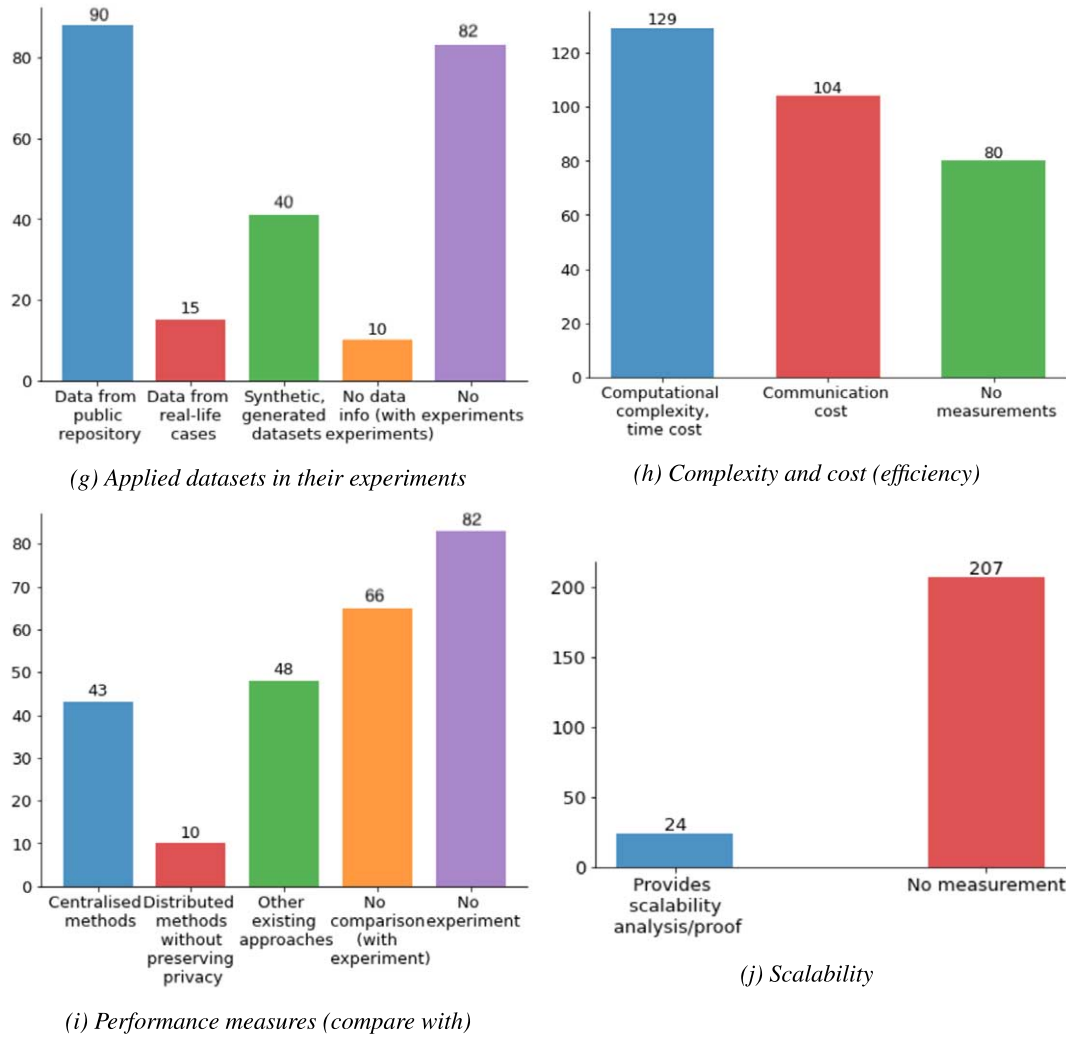 90
82
40
15
10
80
60
40
20
0
Data from
public
repository
Data from
real-life
cases
Synthetic,
generated
datasets
No data
info (with
experiments)
No
experiments
(g) Applied datasets in their experiments
129
104
80
120
100
80
60
40
20
0
Computational
complexity,
time cost
Communication
cost
No
measurements
(h) Complexity and cost (efficiency)
82
66
48
43
10
80
70
60
50
40
30
20
10
0
Centralised
methods
Distributed
methods
without
preserving
privacy
Other
existing
approaches
No
comparison
(with
experiment)
No
experiment
(i) Performance measures (compare with)
207
24
200
150
100
50
0
Provides
scalability
analysis/proof
No measurement
(j) Scalability